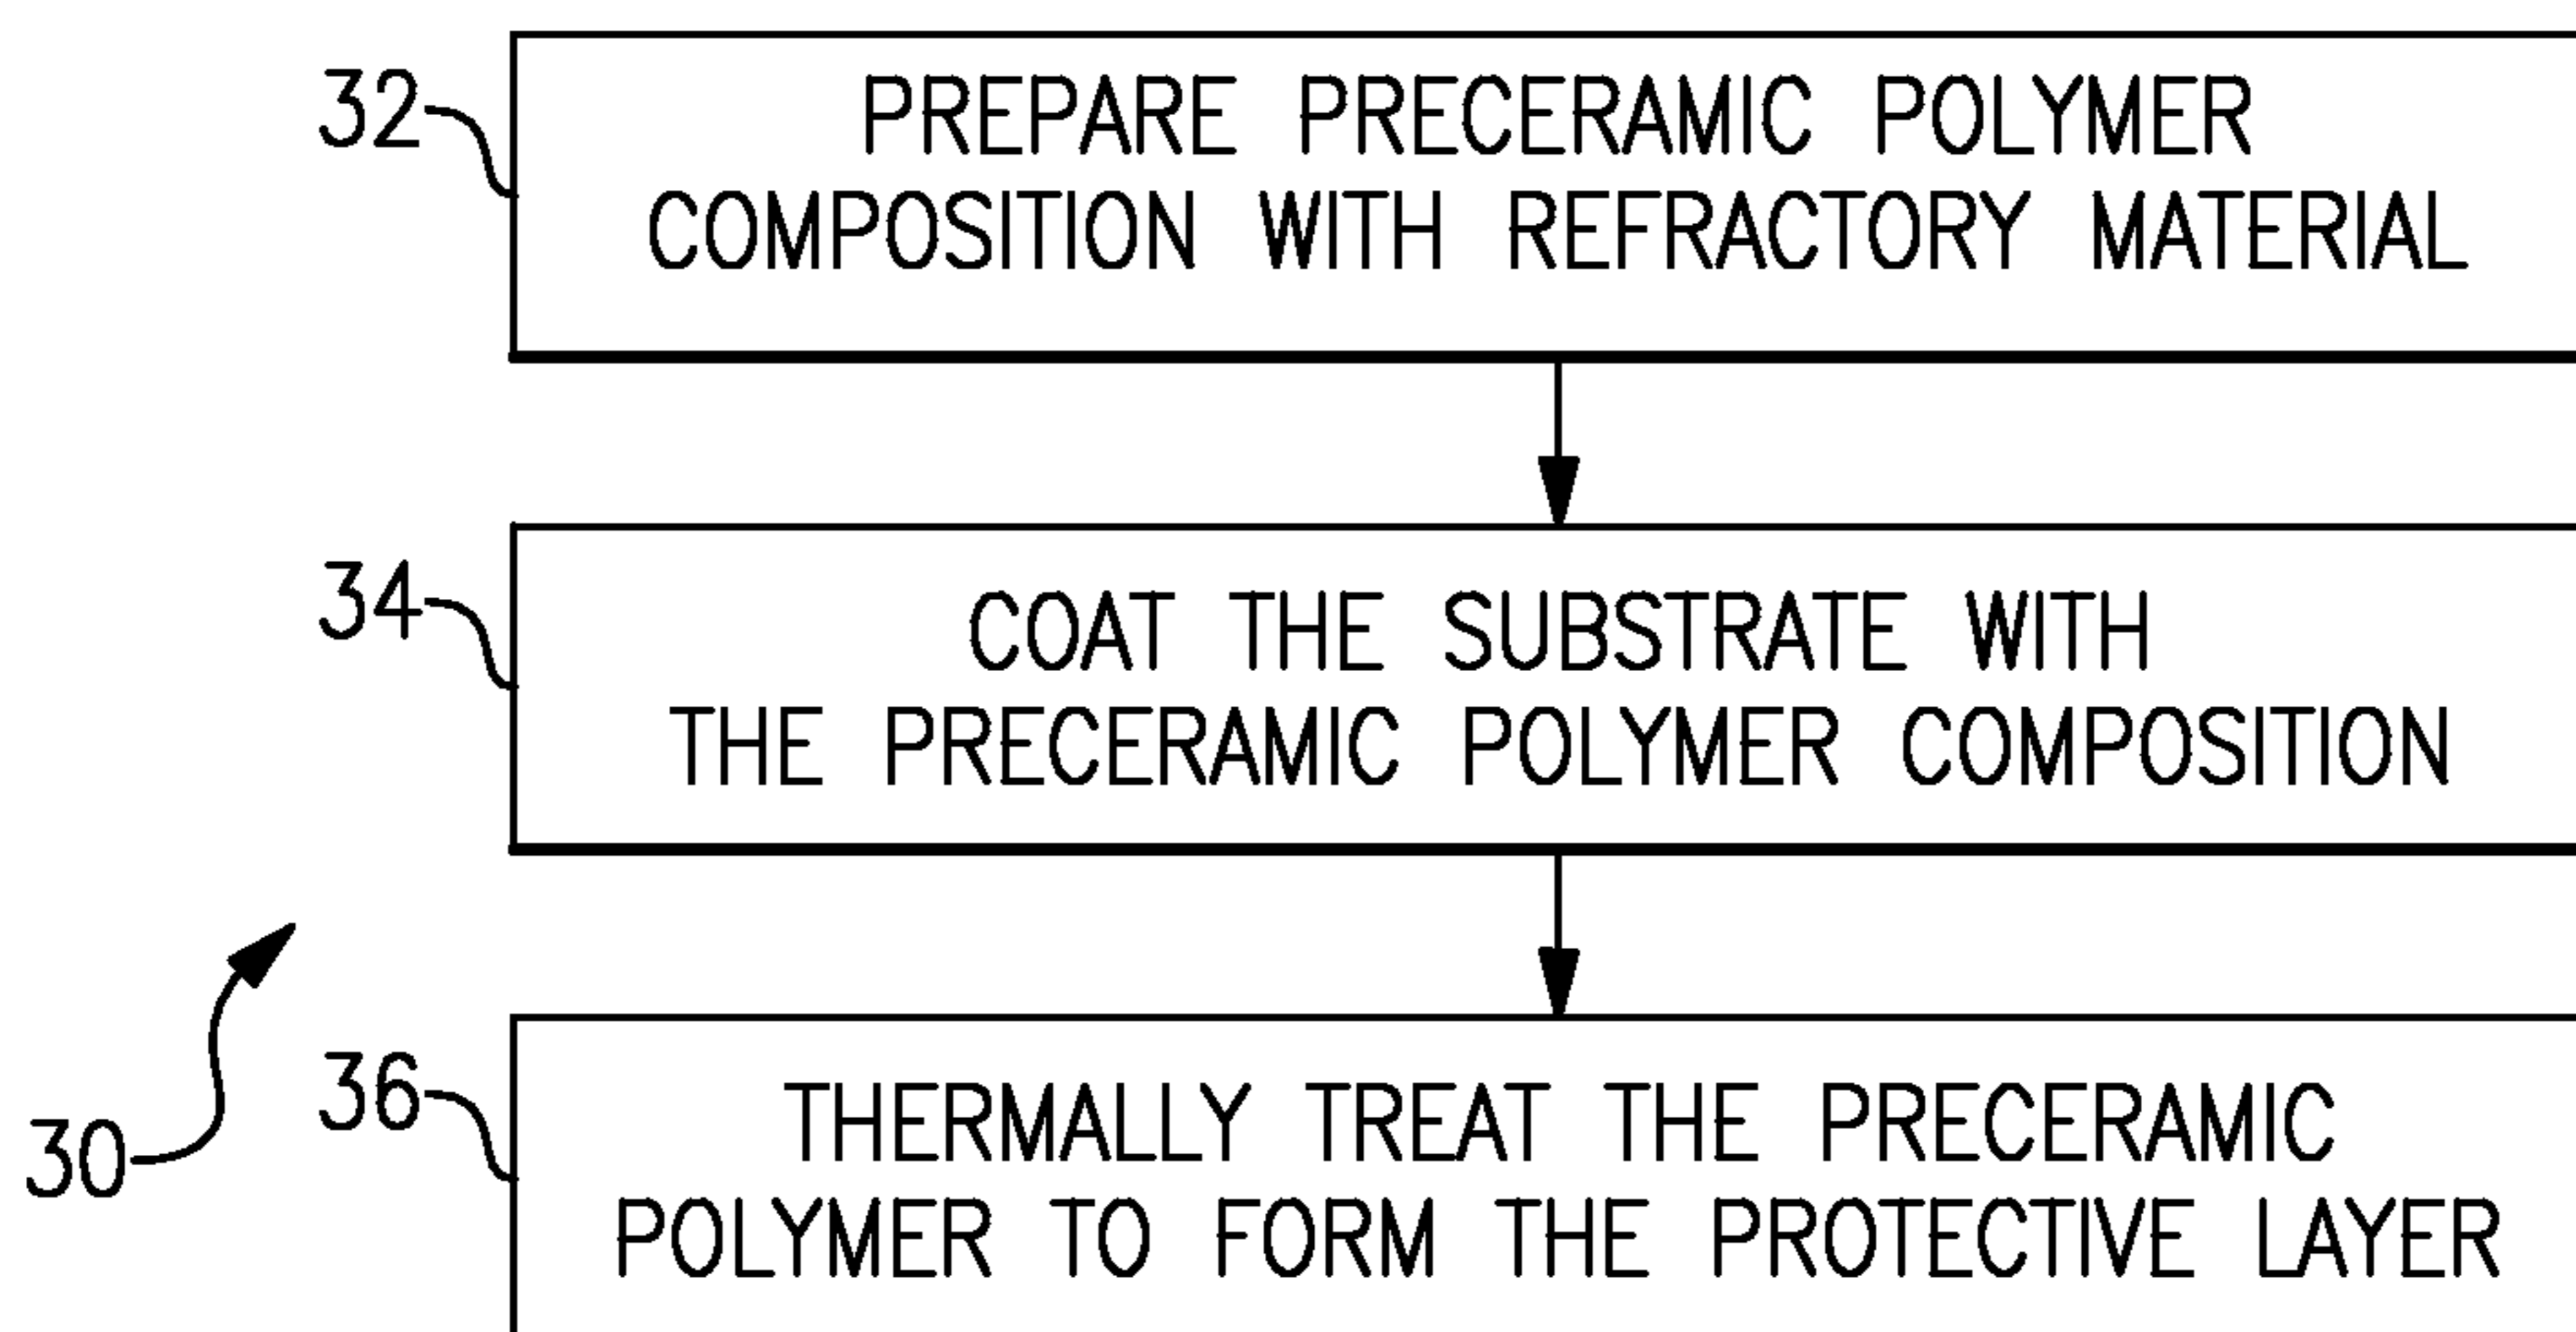 32
PREPARE PRECERAMIC POLYMER
COMPOSITION WITH REFRACTORY MATERIAL
34
COAT THE SUBSTRATE WITH
THE PRECERAMIC POLYMER COMPOSITION
30
36
THERMALLY TREAT THE PRECERAMIC
POLYMER TO FORM THE PROTECTIVE LAYER